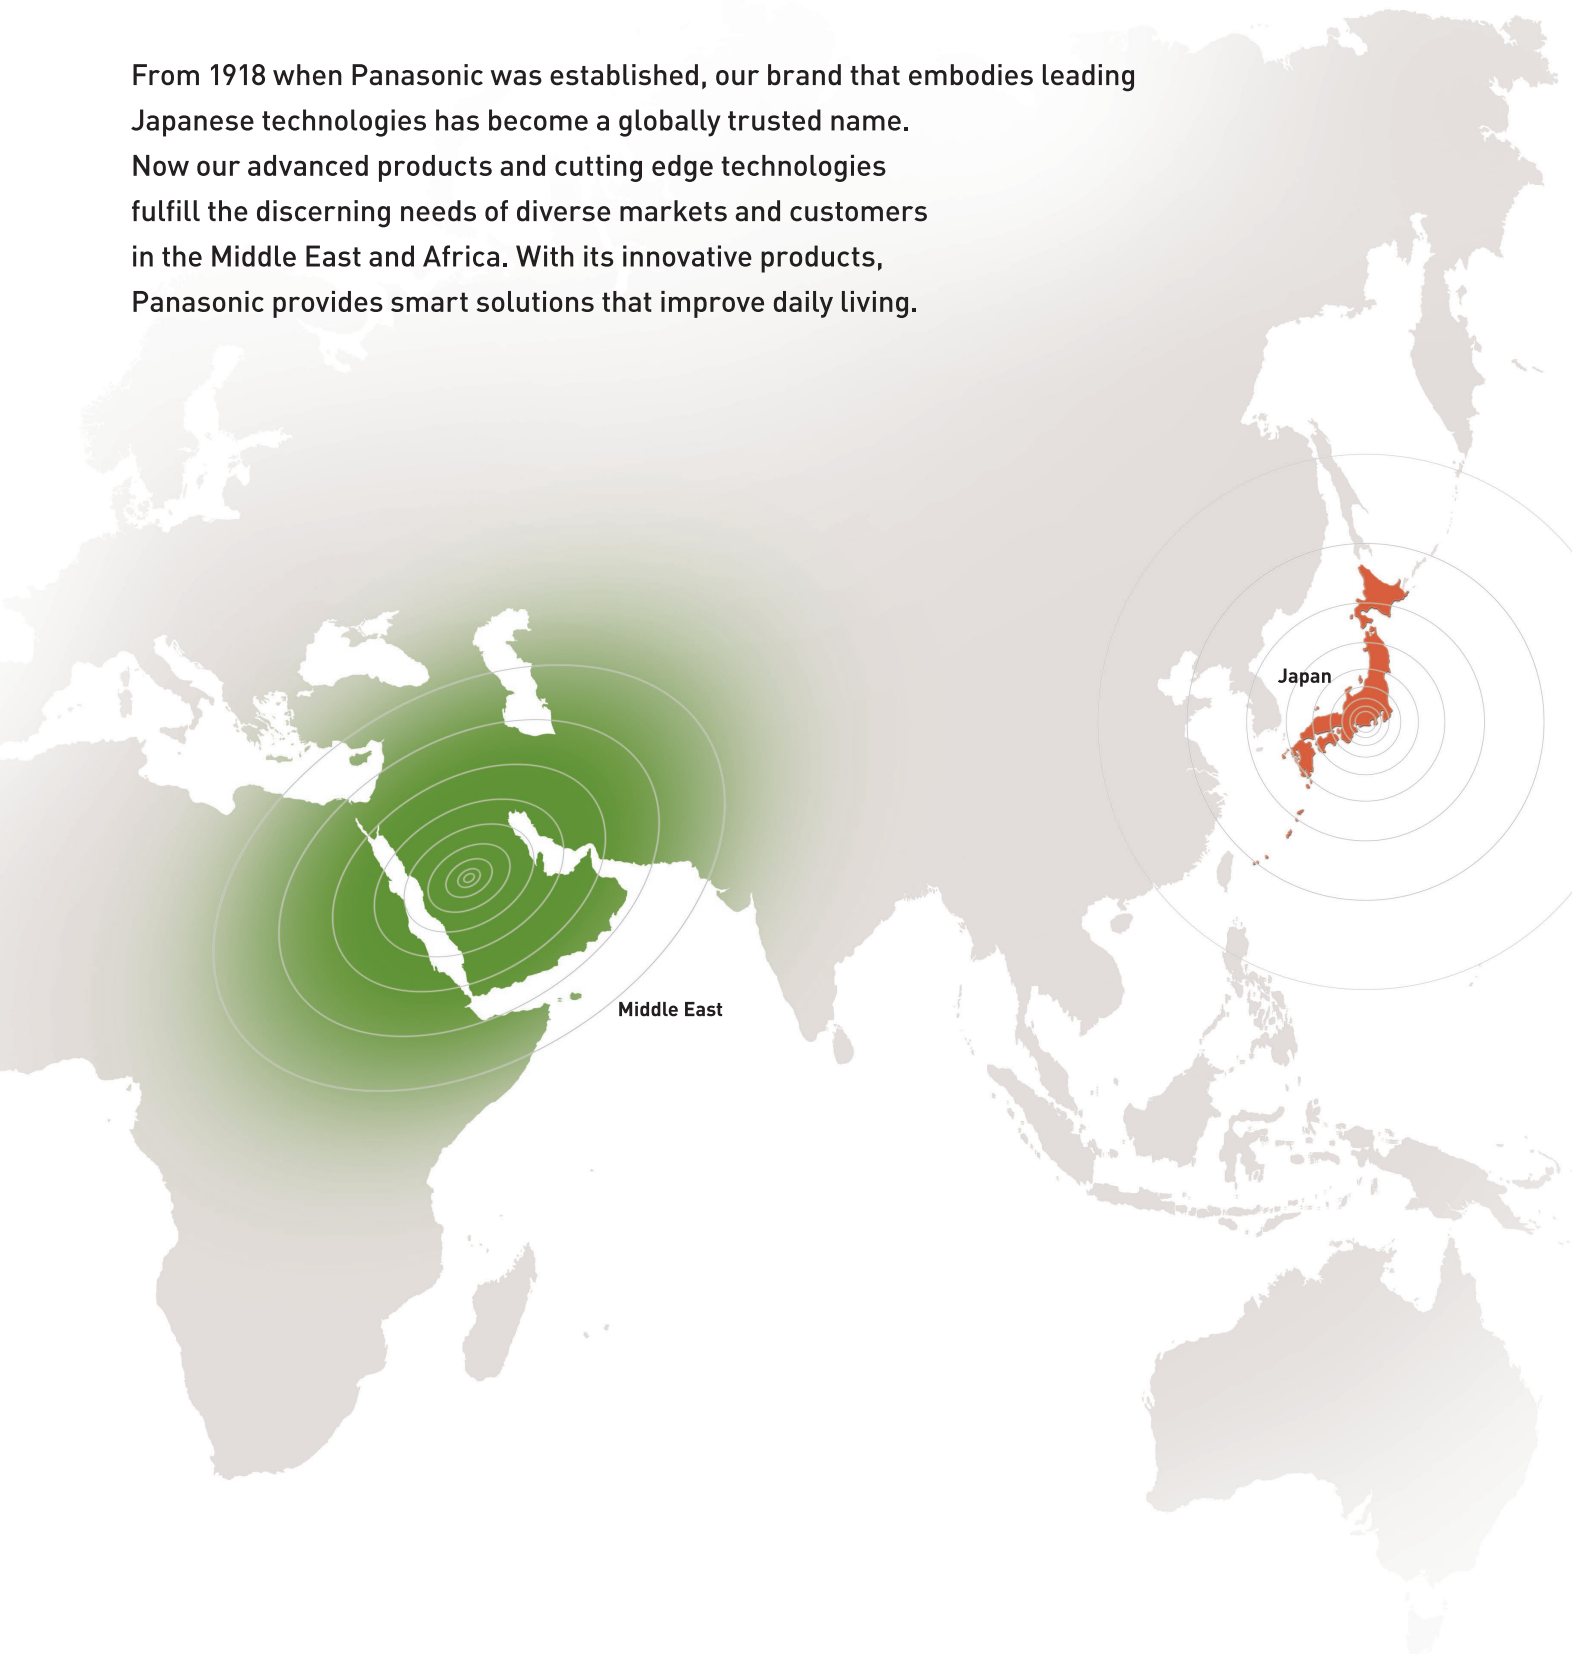 From 1918 when Panasonic was established, our brand that embodies leading
Japanese technologies has become a globally trusted name.
Now our advanced products and cutting edge technologies
fulfill the discerning needs of diverse markets and customers
in the Middle East and Africa. With its innovative products,
Panasonic provides smart solutions that improve daily living.
Japan
Middle East